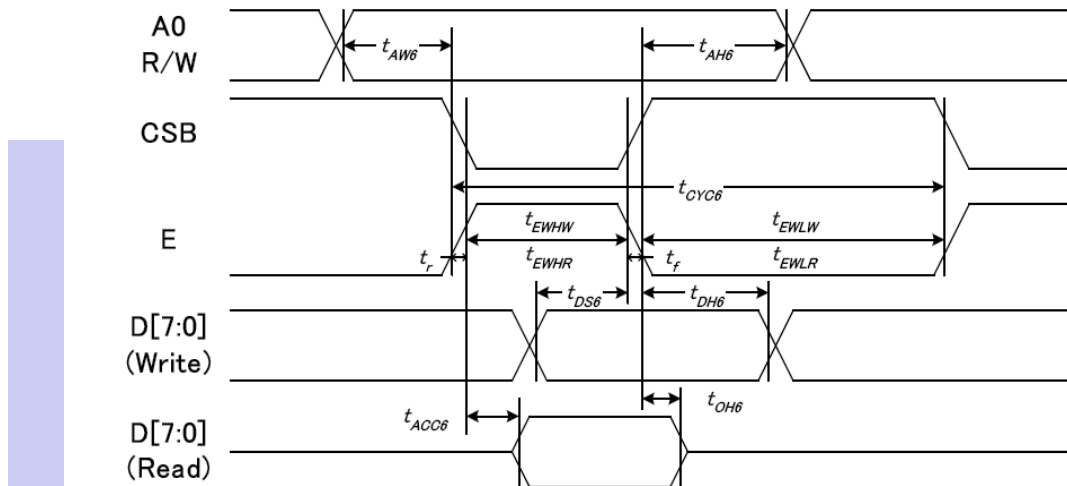 A0
R/W
t_AW6
t_AH6
CSB
t_CYC6
E
t_EWHW
t_EWLW
t_r
t_EWHR
t_f
t_EWLR
t_DS6
t_DH6
D[7:0]
(Write)
t_ACC6
t_OH6
D[7:0]
(Read)